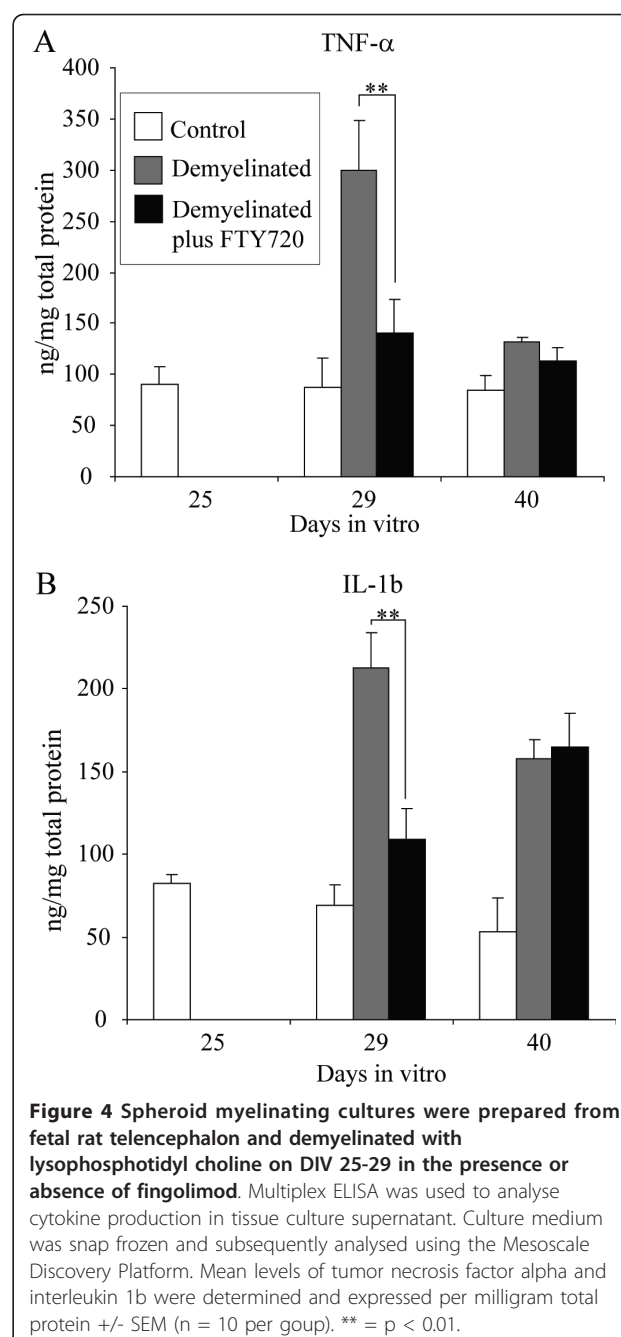 A
TNF-α
400
350
300
250
200
150
100
50
0
ng/mg total protein
Control
Demyelinated
Demyelinated
plus FTY720
**
25
29
40
Days in vitro
B
IL-1b
250
200
150
100
50
0
ng/mg total protein
**
25
29
40
Days in vitro
Figure 4 Spheroid myelinating cultures were prepared from
fetal rat telencephalon and demyelinated with
lysophosphotidyl choline on DIV 25-29 in the presence or
absence of fingolimod. Multiplex ELISA was used to analyse
cytokine production in tissue culture supernatant. Culture medium
was snap frozen and subsequently analysed using the Mesoscale
Discovery Platform. Mean levels of tumor necrosis factor alpha and
interleukin 1b were determined and expressed per milligram total
protein +/- SEM (n = 10 per goup). ** = p < 0.01.